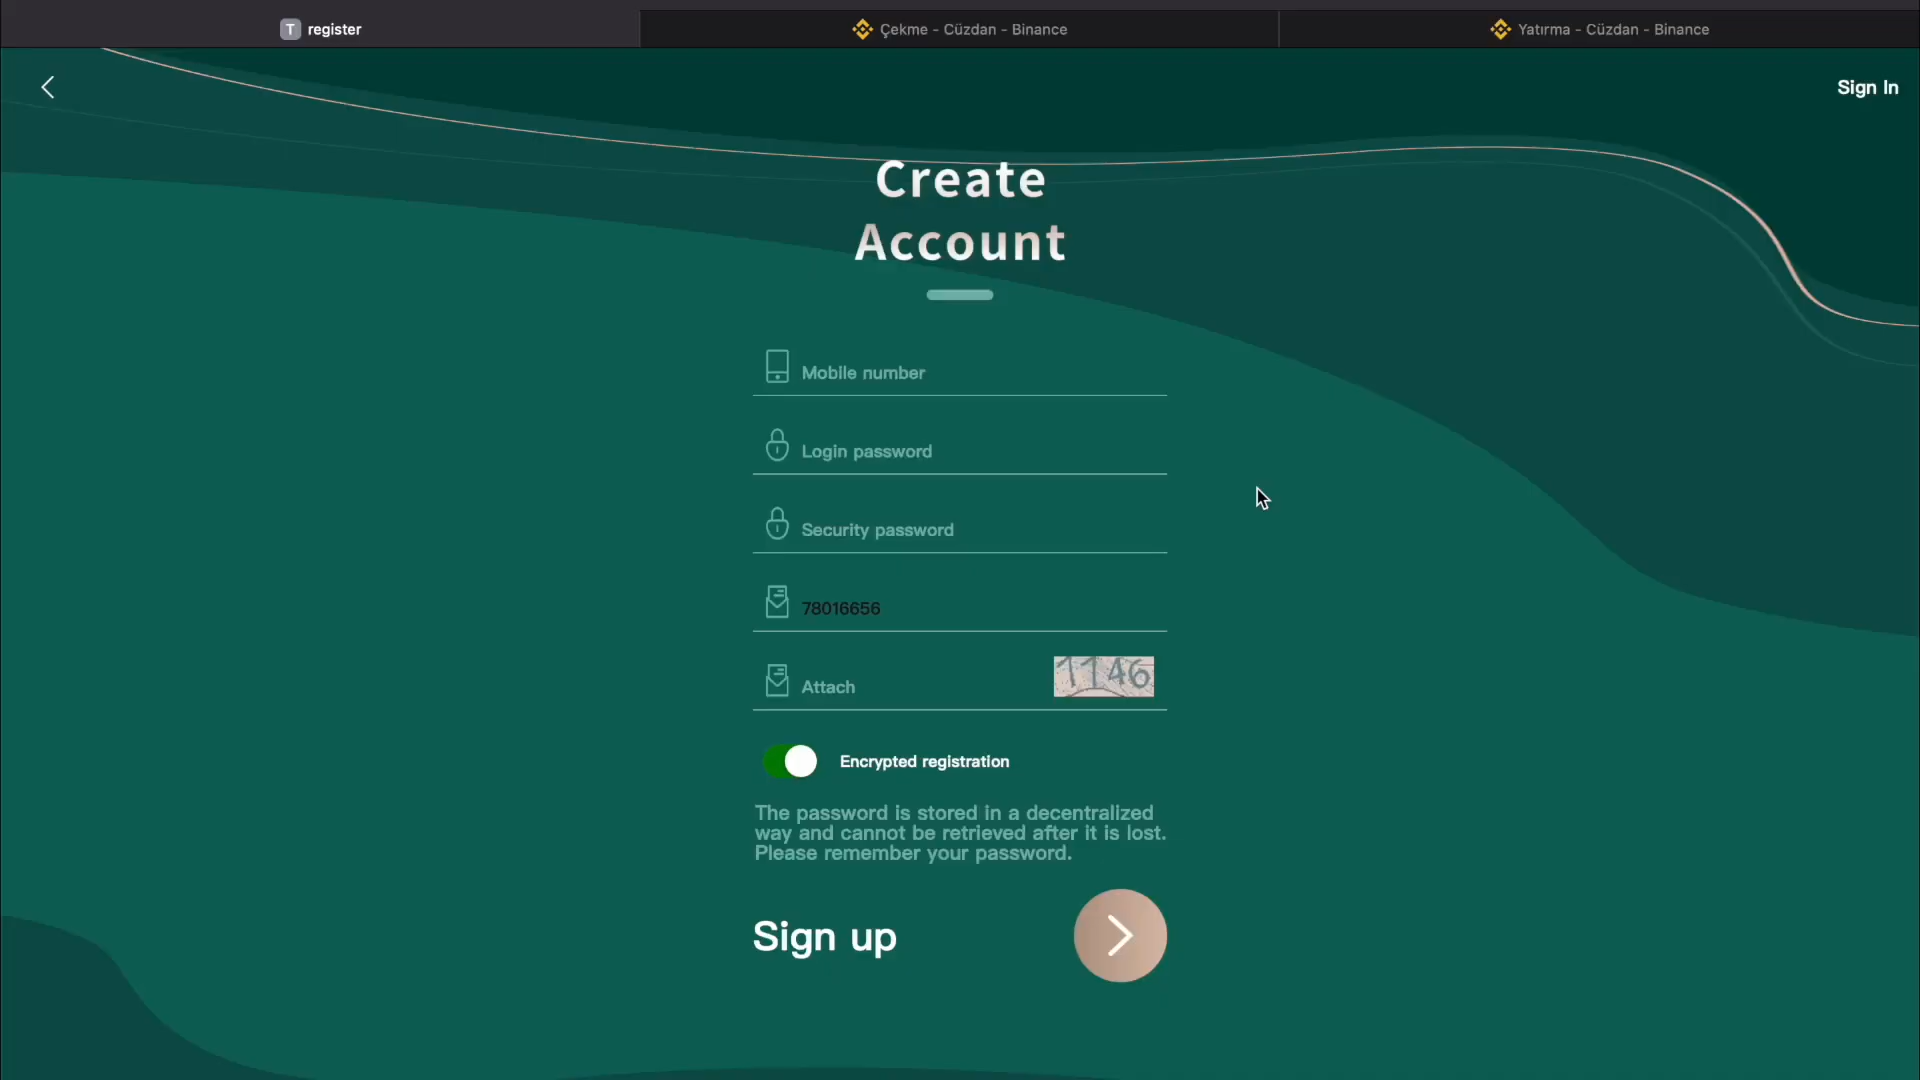 T register
Çekme - Cüzdan - Binance
Yatırma - Cüzdan - Binance
Sign In
Create
Account
Mobile number
Login password
Security password
78016656
Attach
1146
Encrypted registration
The password is stored in a decentralized
way and cannot be retrieved after it is lost.
Please remember your password.
Sign up